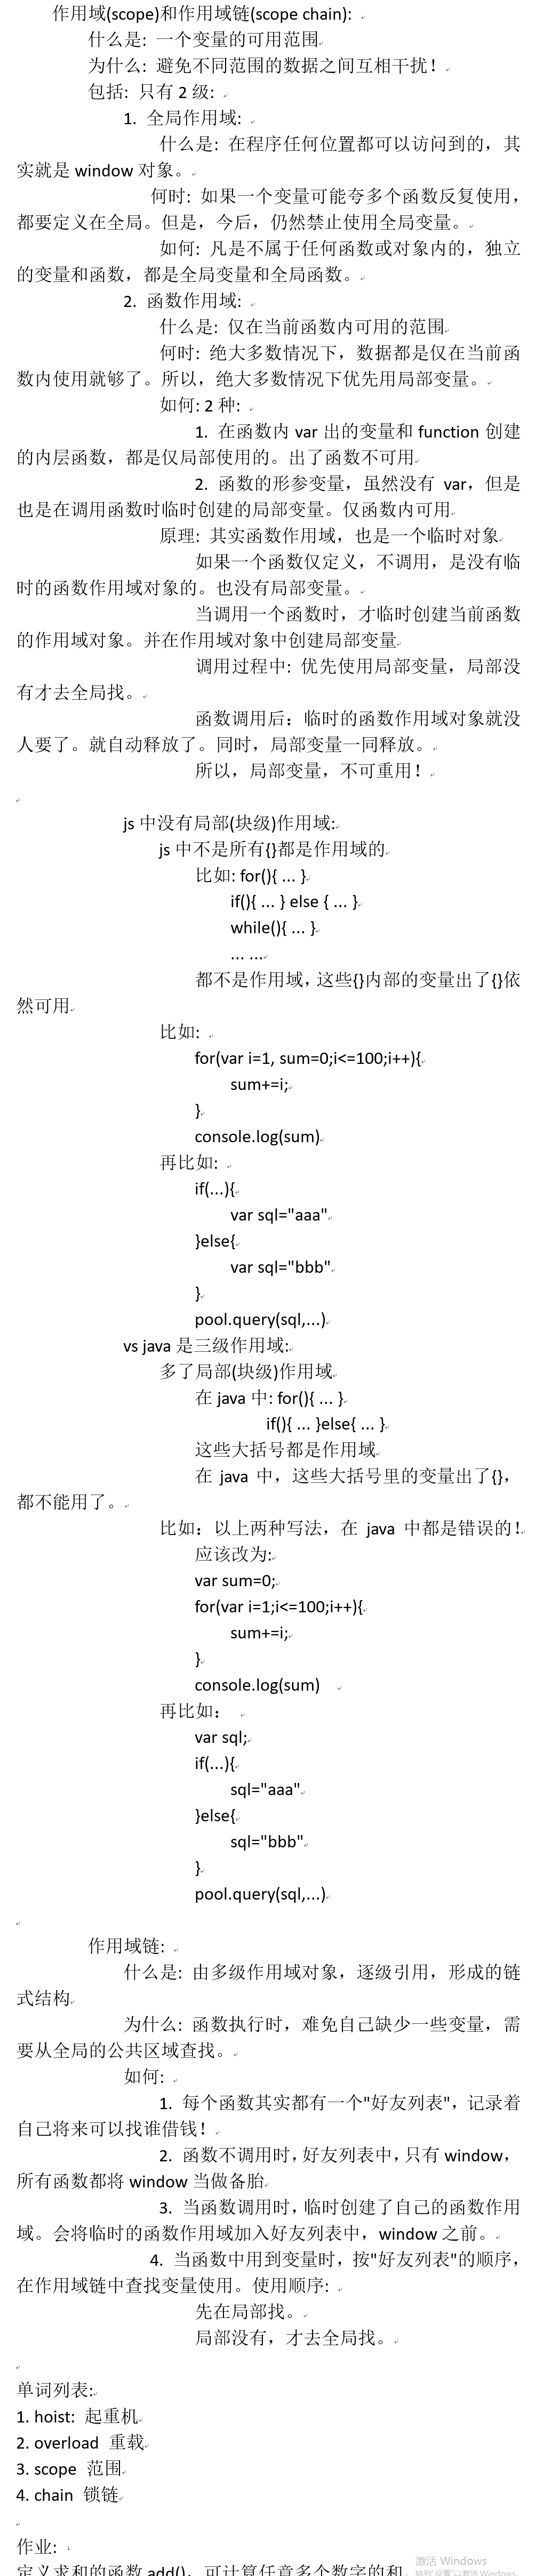 作用域(scope)和作用域链(scope chain):
什么是: 一个变量的可用范围
为什么: 避免不同范围的数据之间互相干扰！
包括: 只有 2 级:
1. 全局作用域:
什么是: 在程序任何位置都可以访问到的，其
实就是 window 对象。
何时: 如果一个变量可能夸多个函数反复使用，
都要定义在全局。但是，今后，仍然禁止使用全局变量。
如何: 凡是不属于任何函数或对象内的，独立
的变量和函数，都是全局变量和全局函数。
2. 函数作用域:
什么是: 仅在当前函数内可用的范围
何时: 绝大多数情况下，数据都是仅在当前函
数内使用就够了。所以，绝大多数情况下优先用局部变量。
如何: 2 种:
1. 在函数内 var 出的变量和 function 创建
的内层函数，都是仅局部使用的。出了函数不可用
2. 函数的形参变量，虽然没有 var，但是
也是在调用函数时临时创建的局部变量。仅函数内可用
原理: 其实函数作用域，也是一个临时对象
如果一个函数仅定义，不调用，是没有临
时的函数作用域对象的。也没有局部变量。
当调用一个函数时，才临时创建当前函数
的作用域对象。并在作用域对象中创建局部变量
调用过程中: 优先使用局部变量，局部没
有才去全局找。
函数调用后：临时的函数作用域对象就没
人要了。就自动释放了。同时，局部变量一同释放。
所以，局部变量，不可重用！
js 中没有局部(块级)作用域:
js 中不是所有{}都是作用域的
比如: for(){ ... }
if(){ ... } else { ... }
while(){ ... }
... ...
都不是作用域，这些{}内部的变量出了{}依
然可用
比如:
for(var i=1, sum=0;i<=100;i++){
sum+=i;
}
console.log(sum)
再比如:
if(...){
var sql="aaa"
}else{
var sql="bbb"
}
pool.query(sql,...)
vs java 是三级作用域:
多了局部(块级)作用域
在 java 中: for(){ ... }
if(){ ... }else{ ... }
这些大括号都是作用域
在 java 中，这些大括号里的变量出了{}，
都不能用了。
比如：以上两种写法，在 java 中都是错误的！
应该改为:
var sum=0;
for(var i=1;i<=100;i++){
sum+=i;
}
console.log(sum)
再比如：
var sql;
if(...){
sql="aaa"
}else{
sql="bbb"
}
pool.query(sql,...)
作用域链:
什么是: 由多级作用域对象，逐级引用，形成的链
式结构
为什么: 函数执行时，难免自己缺少一些变量，需
要从全局的公共区域查找。
如何:
1. 每个函数其实都有一个"好友列表"，记录着
自己将来可以找谁借钱！
2. 函数不调用时，好友列表中，只有 window，
所有函数都将 window 当做备胎
3. 当函数调用时，临时创建了自己的函数作用
域。会将临时的函数作用域加入好友列表中，window 之前。
4. 当函数中用到变量时，按"好友列表"的顺序，
在作用域链中查找变量使用。使用顺序:
先在局部找。
局部没有，才去全局找。
单词列表:
1. hoist: 起重机
2. overload 重载
3. scope 范围
4. chain 锁链
作业:
激活 Windows
定义求和的函数 add()，可计算任意多个数字的和
转到"设置"以激活 Windows。